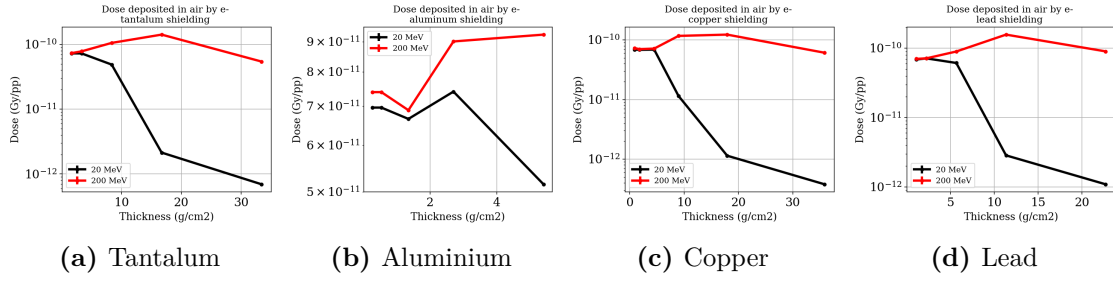 Dose deposited in air by e-
tantalum shielding
Dose (Gy/pp)
10⁻¹⁰
10⁻¹¹
10⁻¹²
20 MeV
200 MeV
10
20
30
Thickness (g/cm2)
(a) Tantalum
Dose deposited in air by e-
aluminum shielding
Dose (Gy/pp)
9 × 10⁻¹¹
8 × 10⁻¹¹
7 × 10⁻¹¹
6 × 10⁻¹¹
5 × 10⁻¹¹
20 MeV
200 MeV
2
4
Thickness (g/cm2)
(b) Aluminium
Dose deposited in air by e-
copper shielding
Dose (Gy/pp)
10⁻¹⁰
10⁻¹¹
10⁻¹²
20 MeV
200 MeV
0
10
20
30
Thickness (g/cm2)
(c) Copper
Dose deposited in air by e-
lead shielding
Dose (Gy/pp)
10⁻¹⁰
10⁻¹¹
10⁻¹²
20 MeV
200 MeV
5
10
15
20
Thickness (g/cm2)
(d) Lead